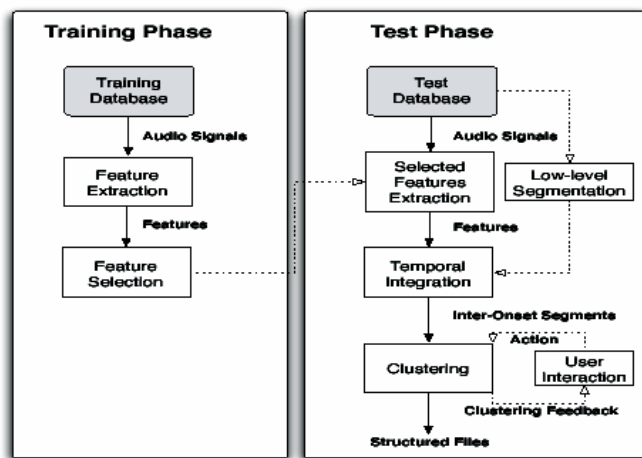 Training Phase
Training
Database
Audio Signals
Feature
Extraction
Features
Feature
Selection
Test Phase
Test
Database
Audio Signals
Selected
Features
Extraction
Low-level
Segmentation
Features
Temporal
Integration
Inter-Onset Segments
Action
Clustering
User
Interaction
Clustering Feedback
Structured Files